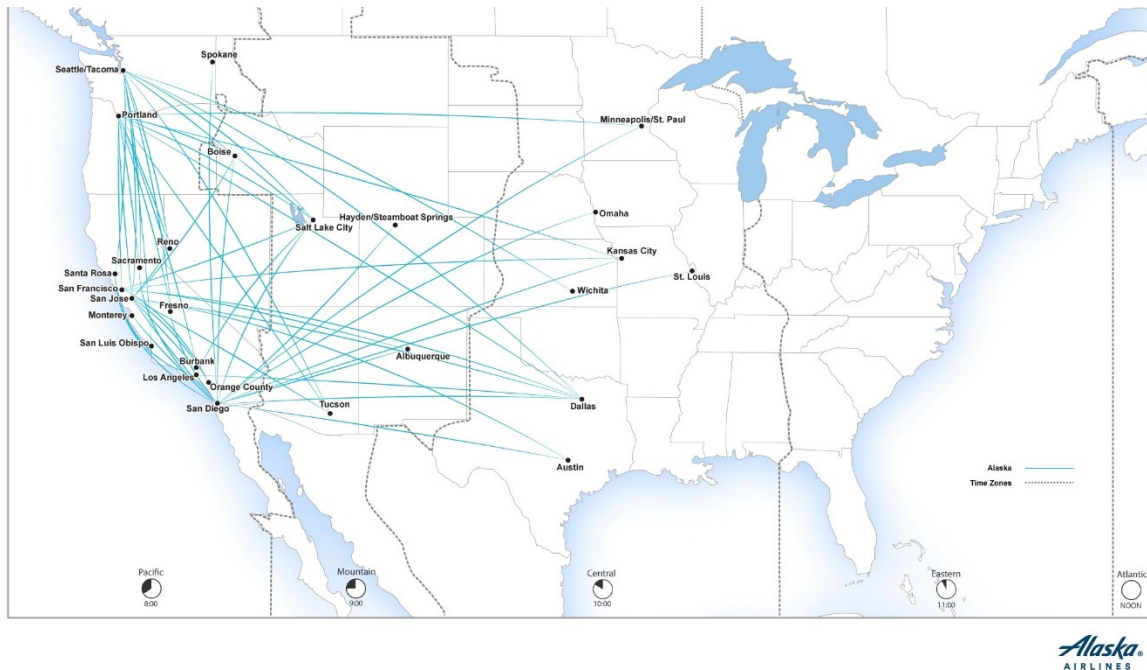 Spokane
Seattle/Tacoma
Portland
Minneapolis/St. Paul
Boise
Omaha
Hayden/Steamboat Springs
Salt Lake City
Reno
Kansas City
Sacramento
Santa Rosa
St. Louis
San Francisco
Wichita
San Jose
Fresno
Monterey
San Luis Obispo
Albuquerque
Burbank
Los Angeles
Orange County
San Diego
Tucson
Dallas
Austin
Alaska
Time Zones
Pacific
8:00
Mountain
9:00
Central
10:00
Eastern
11:00
Atlantic
NOON
Alaska®
AIRLINES